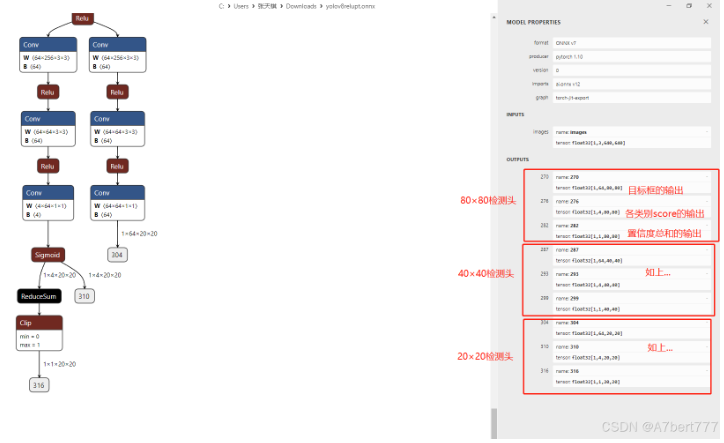 C: > Users > 张天琪 > Downloads > yolov8relupt.onnx
Relu
Conv
W ⟨64×256×3×3⟩
B ⟨64⟩
Conv
W ⟨64×256×3×3⟩
B ⟨64⟩
Relu
Relu
Conv
W ⟨64×64×3×3⟩
B ⟨64⟩
Conv
W ⟨64×64×3×3⟩
B ⟨64⟩
Relu
Relu
Conv
W ⟨4×64×1×1⟩
B ⟨4⟩
Conv
W ⟨64×64×1×1⟩
B ⟨64⟩
1×64×20×20
Sigmoid
304
1×4×20×20
1×4×20×20
ReduceSum
310
Clip
min = 0
max = 1
1×1×20×20
316
MODEL PROPERTIES
format
ONNX v7
producer
pytorch 1.10
version
0
imports
ai.onnx v12
graph
torch-jit-export
INPUTS
images
name: images
tensor: float32[1,3,640,640]
OUTPUTS
80×80检测头
270
name: 270
tensor: float32[1,64,80,80]
目标框的输出
276
name: 276
tensor: float32[1,4,80,80]
各类别score的输出
282
name: 282
tensor: float32[1,1,80,80]
置信度总和的输出
40×40检测头
287
name: 287
tensor: float32[1,64,40,40]
293
name: 293
tensor: float32[1,4,40,40]
如上...
299
name: 299
tensor: float32[1,1,40,40]
20×20检测头
304
name: 304
tensor: float32[1,64,20,20]
310
name: 310
tensor: float32[1,4,20,20]
如上...
316
name: 316
tensor: float32[1,1,20,20]
CSDN @A7bert777